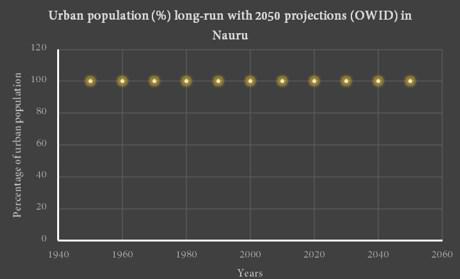 Urban population (%) long-run with 2050 projections (OWID) in
Nauru
Percentage of urban population
120
100
80
60
40
20
0
1940 1960 1980 2000 2020 2040 2060
Years